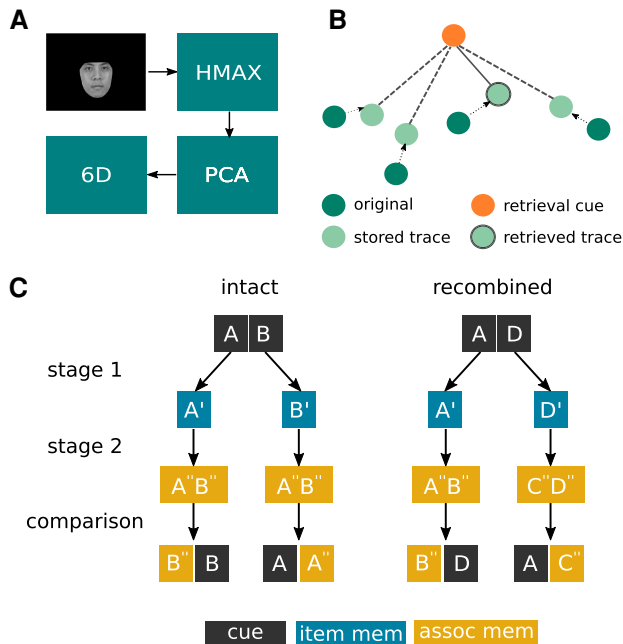 A
HMAX
6D
PCA
B
original
retrieval cue
stored trace
retrieved trace
C
intact
recombined
A B
A D
stage 1
A'
B'
A'
D'
stage 2
A"B"
A"B"
A"B"
C"D"
comparison
B" B
A A"
B" D
A C"
cue
item mem
assoc mem